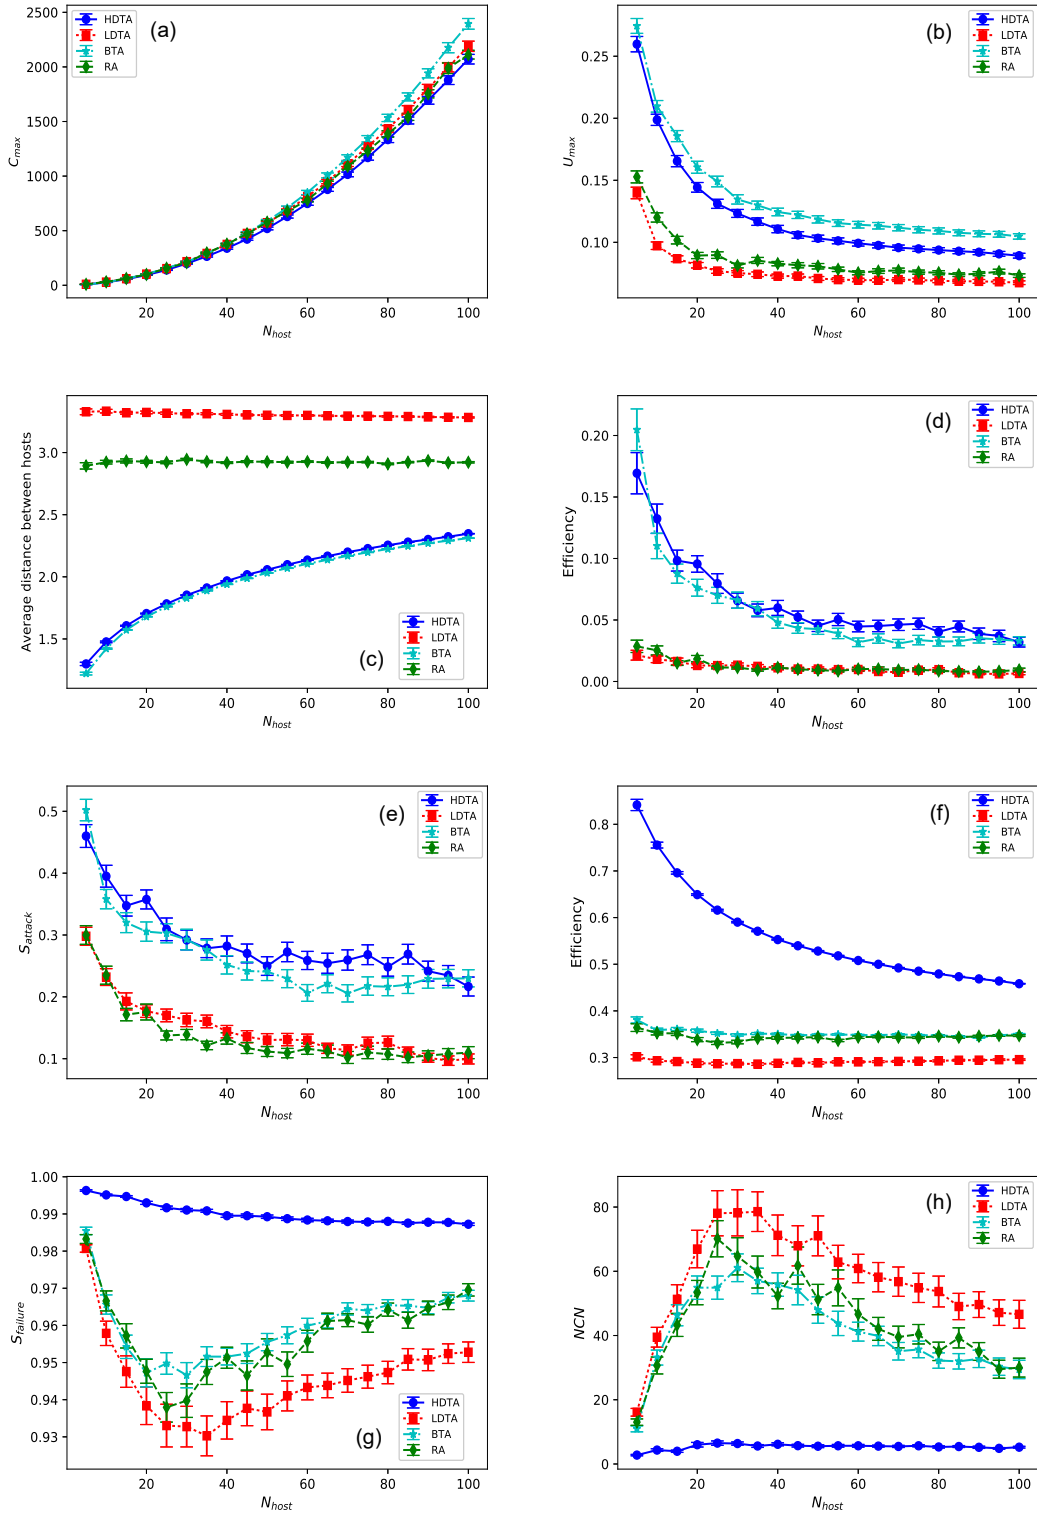 (a)
HDTA
LDTA
BTA
RA
2500
2000
1500
1000
500
0
C_max
20 40 60 80 100
N_host
(b)
HDTA
LDTA
BTA
RA
0.25
0.20
0.15
0.10
U_max
20 40 60 80 100
N_host
3.0
2.5
2.0
1.5
Average distance between hosts
HDTA
LDTA
BTA
RA
(c)
20 40 60 80 100
N_host
(d)
HDTA
LDTA
BTA
RA
0.20
0.15
0.10
0.05
0.00
Efficiency
20 40 60 80 100
N_host
(e)
HDTA
LDTA
BTA
RA
0.5
0.4
0.3
0.2
0.1
S_attack
20 40 60 80 100
N_host
(f)
HDTA
LDTA
BTA
RA
0.8
0.7
0.6
0.5
0.4
0.3
Efficiency
20 40 60 80 100
N_host
1.00
0.99
0.98
0.97
0.96
0.95
0.94
0.93
S_failure
HDTA
LDTA
BTA
RA
(g)
20 40 60 80 100
N_host
(h)
HDTA
LDTA
BTA
RA
80
60
40
20
0
NCN
20 40 60 80 100
N_host